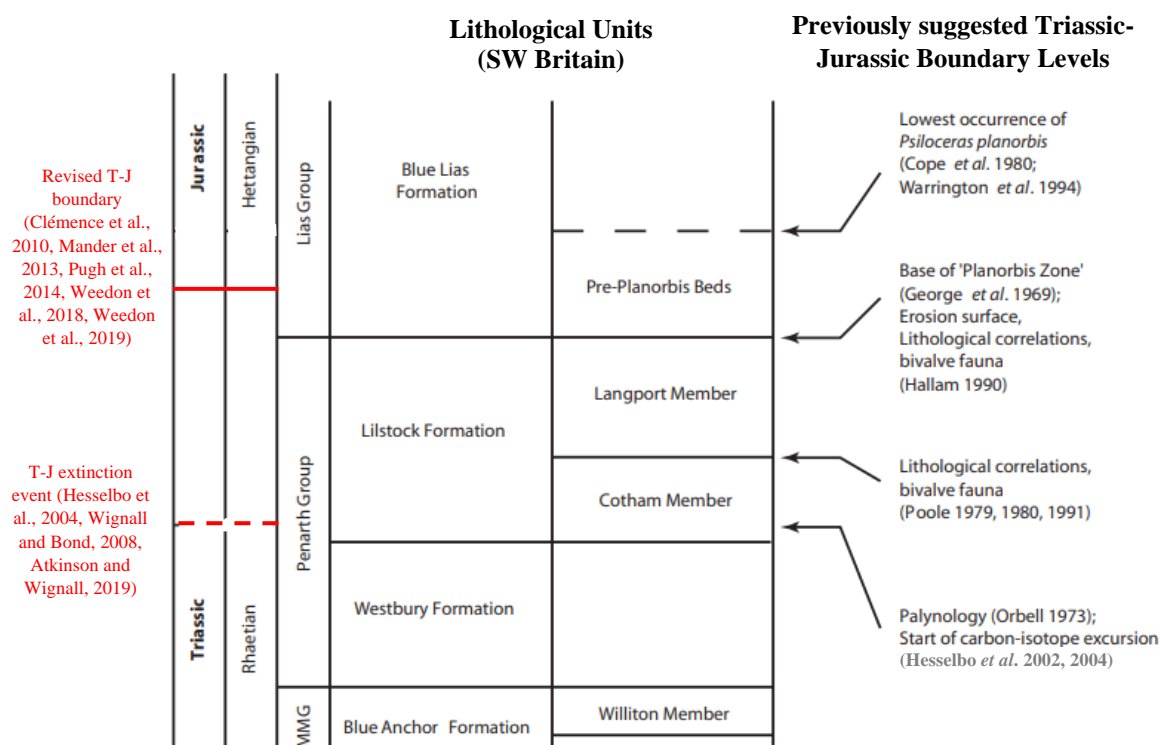 Lithological Units
(SW Britain)
Previously suggested Triassic-
Jurassic Boundary Levels
Revised T-J
boundary
(Clémence et al.,
2010, Mander et al.,
2013, Pugh et al.,
2014, Weedon et
al., 2018, Weedon
et al., 2019)
T-J extinction
event (Hesselbo et
al., 2004, Wignall
and Bond, 2008,
Atkinson and
Wignall, 2019)
Jurassic
Triassic
Hettangian
Rhaetian
Lias Group
Penarth Group
MMG
Blue Lias
Formation
Lilstock Formation
Westbury Formation
Blue Anchor Formation
Pre-Planorbis Beds
Langport Member
Cotham Member
Williton Member
Lowest occurrence of
Psiloceras planorbis
(Cope et al. 1980;
Warrington et al. 1994)
Base of 'Planorbis Zone'
(George et al. 1969);
Erosion surface,
Lithological correlations,
bivalve fauna
(Hallam 1990)
Lithological correlations,
bivalve fauna
(Poole 1979, 1980, 1991)
Palynology (Orbell 1973);
Start of carbon-isotope excursion
(Hesselbo et al. 2002, 2004)